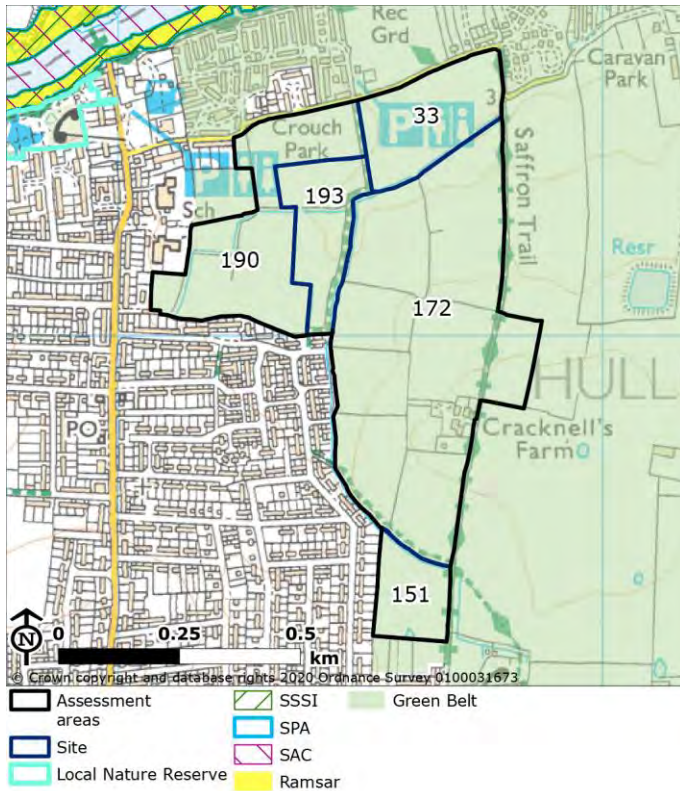 Rec
Grd
Caravan
Park
33
3
Crouch
Park
193
Sch
Saffron Trail
190
Resr
172
HULL
PO
Cracknell's
Farm
151
N
0 0.25 0.5
km
© Crown copyright and database rights 2020 Ordnance Survey 0100031673
Assessment
areas
Site
Local Nature Reserve
SSSI
SPA
SAC
Ramsar
Green Belt